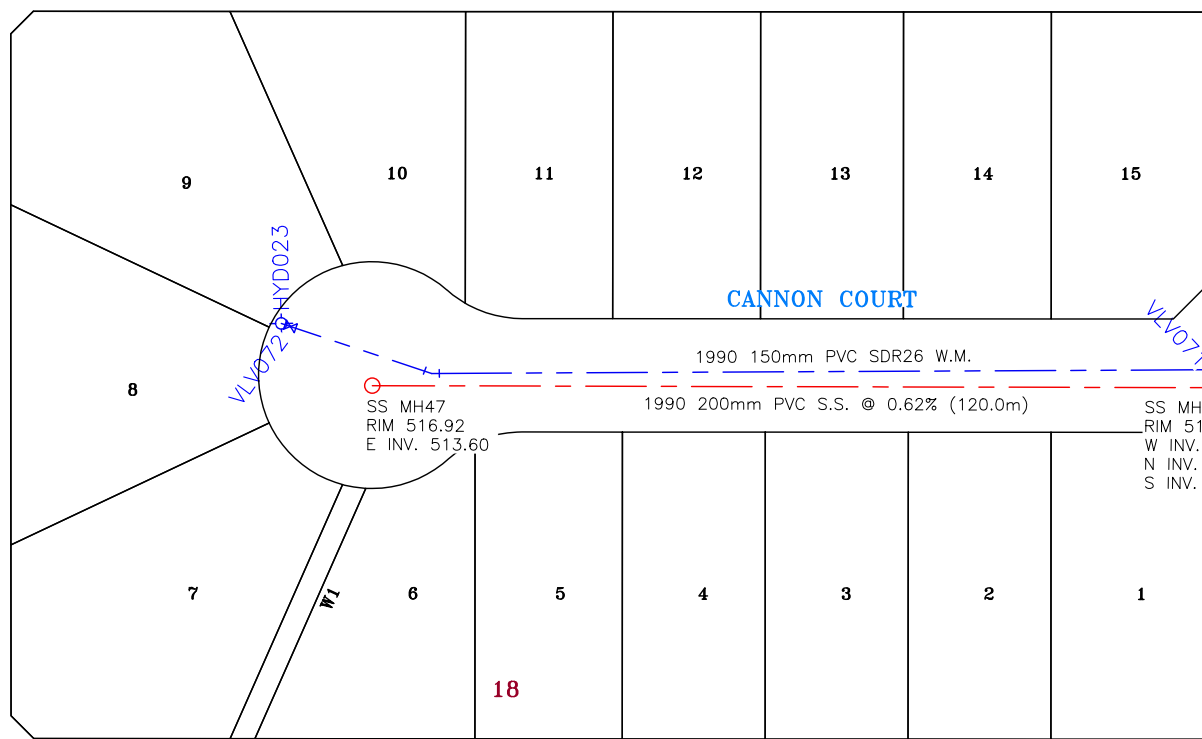 10
11
12
13
14
15
9
HYD023
CANNON COURT
VLV071
VLV072
1990 150mm PVC SDR26 W.M.
8
1990 200mm PVC S.S. @ 0.62% (120.0m)
SS MH47
RIM 516.92
E INV. 513.60
SS MH
RIM 51
W INV.
N INV.
S INV.
7
W1
6
5
4
3
2
1
18